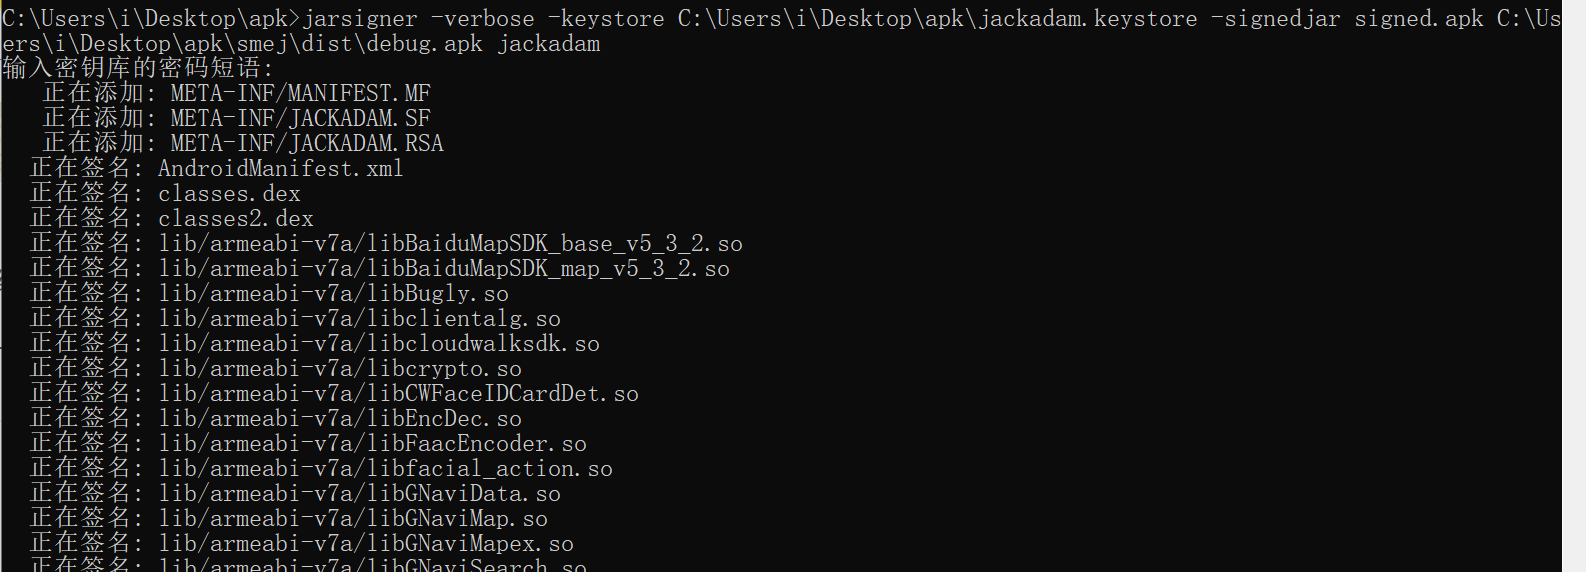 C:\Users\i\Desktop\apk>jarsigner -verbose -keystore C:\Users\i\Desktop\apk\jackadam.keystore -signedjar signed.apk C:\Us
ers\i\Desktop\apk\smej\dist\debug.apk jackadam
输入密钥库的密码短语:
正在添加: META-INF/MANIFEST.MF
正在添加: META-INF/JACKADAM.SF
正在添加: META-INF/JACKADAM.RSA
正在签名: AndroidManifest.xml
正在签名: classes.dex
正在签名: classes2.dex
正在签名: lib/armeabi-v7a/libBaiduMapSDK_base_v5_3_2.so
正在签名: lib/armeabi-v7a/libBaiduMapSDK_map_v5_3_2.so
正在签名: lib/armeabi-v7a/libBugly.so
正在签名: lib/armeabi-v7a/libclientalg.so
正在签名: lib/armeabi-v7a/libcloudwalksdk.so
正在签名: lib/armeabi-v7a/libcrypto.so
正在签名: lib/armeabi-v7a/libCWFaceIDCardDet.so
正在签名: lib/armeabi-v7a/libEncDec.so
正在签名: lib/armeabi-v7a/libFaacEncoder.so
正在签名: lib/armeabi-v7a/libfacial_action.so
正在签名: lib/armeabi-v7a/libGNaviData.so
正在签名: lib/armeabi-v7a/libGNaviMap.so
正在签名: lib/armeabi-v7a/libGNaviMapex.so
正在签名: lib/armeabi-v7a/libGNaviSearch.so